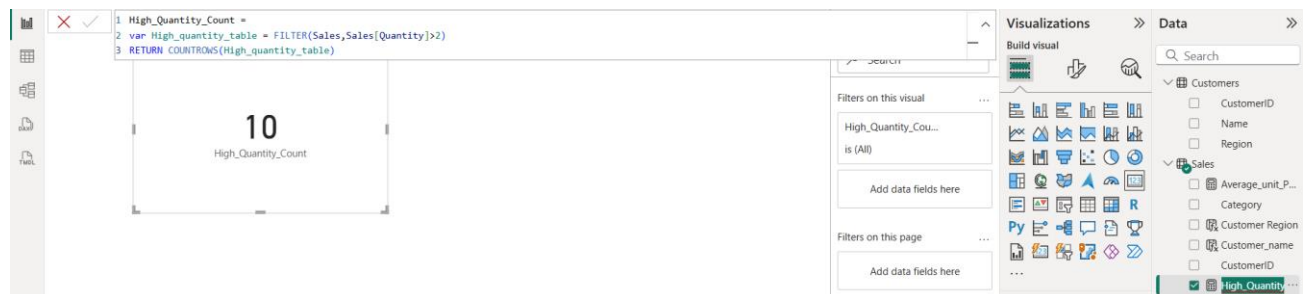 1 High_Quantity_Count =
2 var High_quantity_table = FILTER(Sales,Sales[Quantity]>2)
3 RETURN COUNTROWS(High_quantity_table)
10
High_Quantity_Count
Search
Filters on this visual ...
High_Quantity_Cou...
is (All)
Add data fields here
Filters on this page ...
Add data fields here
Visualizations
Build visual
R
Py
...
Data
Search
Customers
CustomerID
Name
Region
Sales
Average_unit_P...
Category
Customer Region
Customer_name
CustomerID
High_Quantity ...